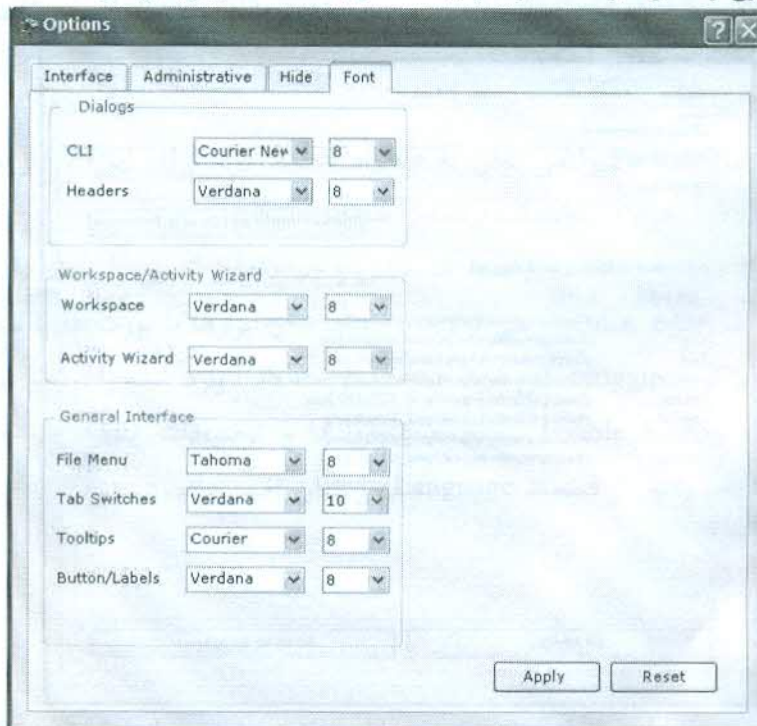 Options
Interface Administrative Hide Font
Dialogs
CLI Courier New 8
Headers Verdana 8
Workspace/Activity Wizard
Workspace Verdana 8
Activity Wizard Verdana 8
General Interface
File Menu Tahoma 8
Tab Switches Verdana 10
Tooltips Courier 8
Button/Labels Verdana 8
Apply Reset